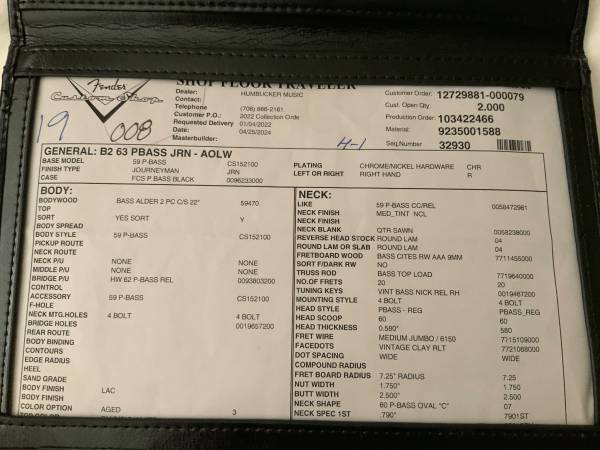 Fender
Custom Shop
SHOP FLOOR TRAVELER
Dealer: HUMBUCKER MUSIC
Contact:
Telephone: (708) 866-2161
Customer P.O.: 2022 Collection Orde
Requested Delivery 01/04/2022
Date: 04/25/2024
Masterbuilder:
Customer Order: 12729881-000079
Cust. Open Qty: 2.000
Production Order: 103422466
Material: 9235001588
Seq.Number 32930
19
008
4-1
GENERAL: B2 63 PBASS JRN - AOLW
BASE MODEL 59 P-BASS CS152100 PLATING CHROME/NICKEL HARDWARE CHR
FINISH TYPE JOURNEYMAN JRN LEFT OR RIGHT RIGHT HAND R
CASE FCS P BASS BLACK 0096233000
BODY:
BODYWOOD BASS ALDER 2 PC C/S 22" 59470
TOP
SORT YES SORT Y
BODY SPREAD
BODY STYLE 59 P-BASS CS152100
PICKUP ROUTE
NECK ROUTE
NECK P/U NONE NONE
MIDDLE P/U NONE NONE
BRIDGE P/U HW 62 P-BASS REL 0093803200
CONTROL
ACCESSORY 59 P-BASS CS152100
F-HOLE
NECK MTG.HOLES 4 BOLT 4 BOLT
BRIDGE HOLES 0019657200
REAR ROUTE
BODY BINDING
CONTOURS
EDGE RADIUS
HEEL
SAND GRADE
BODY FINISH LAC
BODY FINISH
COLOR OPTION AGED 3
NECK:
LIKE 59 P-BASS CC/REL 0058472961
NECK FINISH MED_TINT NCL
NECK FINISH
NECK BLANK QTR SAWN 0058238000
REVERSE HEAD STOCK ROUND LAM 04
ROUND LAM OR SLAB ROUND LAM 04
FRETBOARD WOOD BASS CITES RW AAA 9MM 7711455000
SORT F/DARK RW NO
TRUSS ROD BASS TOP LOAD 7719640000
NO.OF FRETS 20 20
TUNING KEYS VINT BASS NICK REL RH 0019467200
MOUNTING STYLE 4 BOLT 4 BOLT
HEAD STYLE PBASS - REG PBASS_REG
HEAD SCOOP 60 60
HEAD THICKNESS 0.580" 580
FRET WIRE MEDIUM JUMBO / 6150 7715109000
FACEDOTS VINTAGE CLAY RLT 7721068000
DOT SPACING WIDE WIDE
COMPOUND RADIUS
FRET BOARD RADIUS 7.25" RADIUS 7.25
NUT WIDTH 1.750" 1.750
BUTT WIDTH 2.500" 2.500
NECK SHAPE 60 P-BASS OVAL "C" 07
NECK SPEC 1ST .790" 7901ST